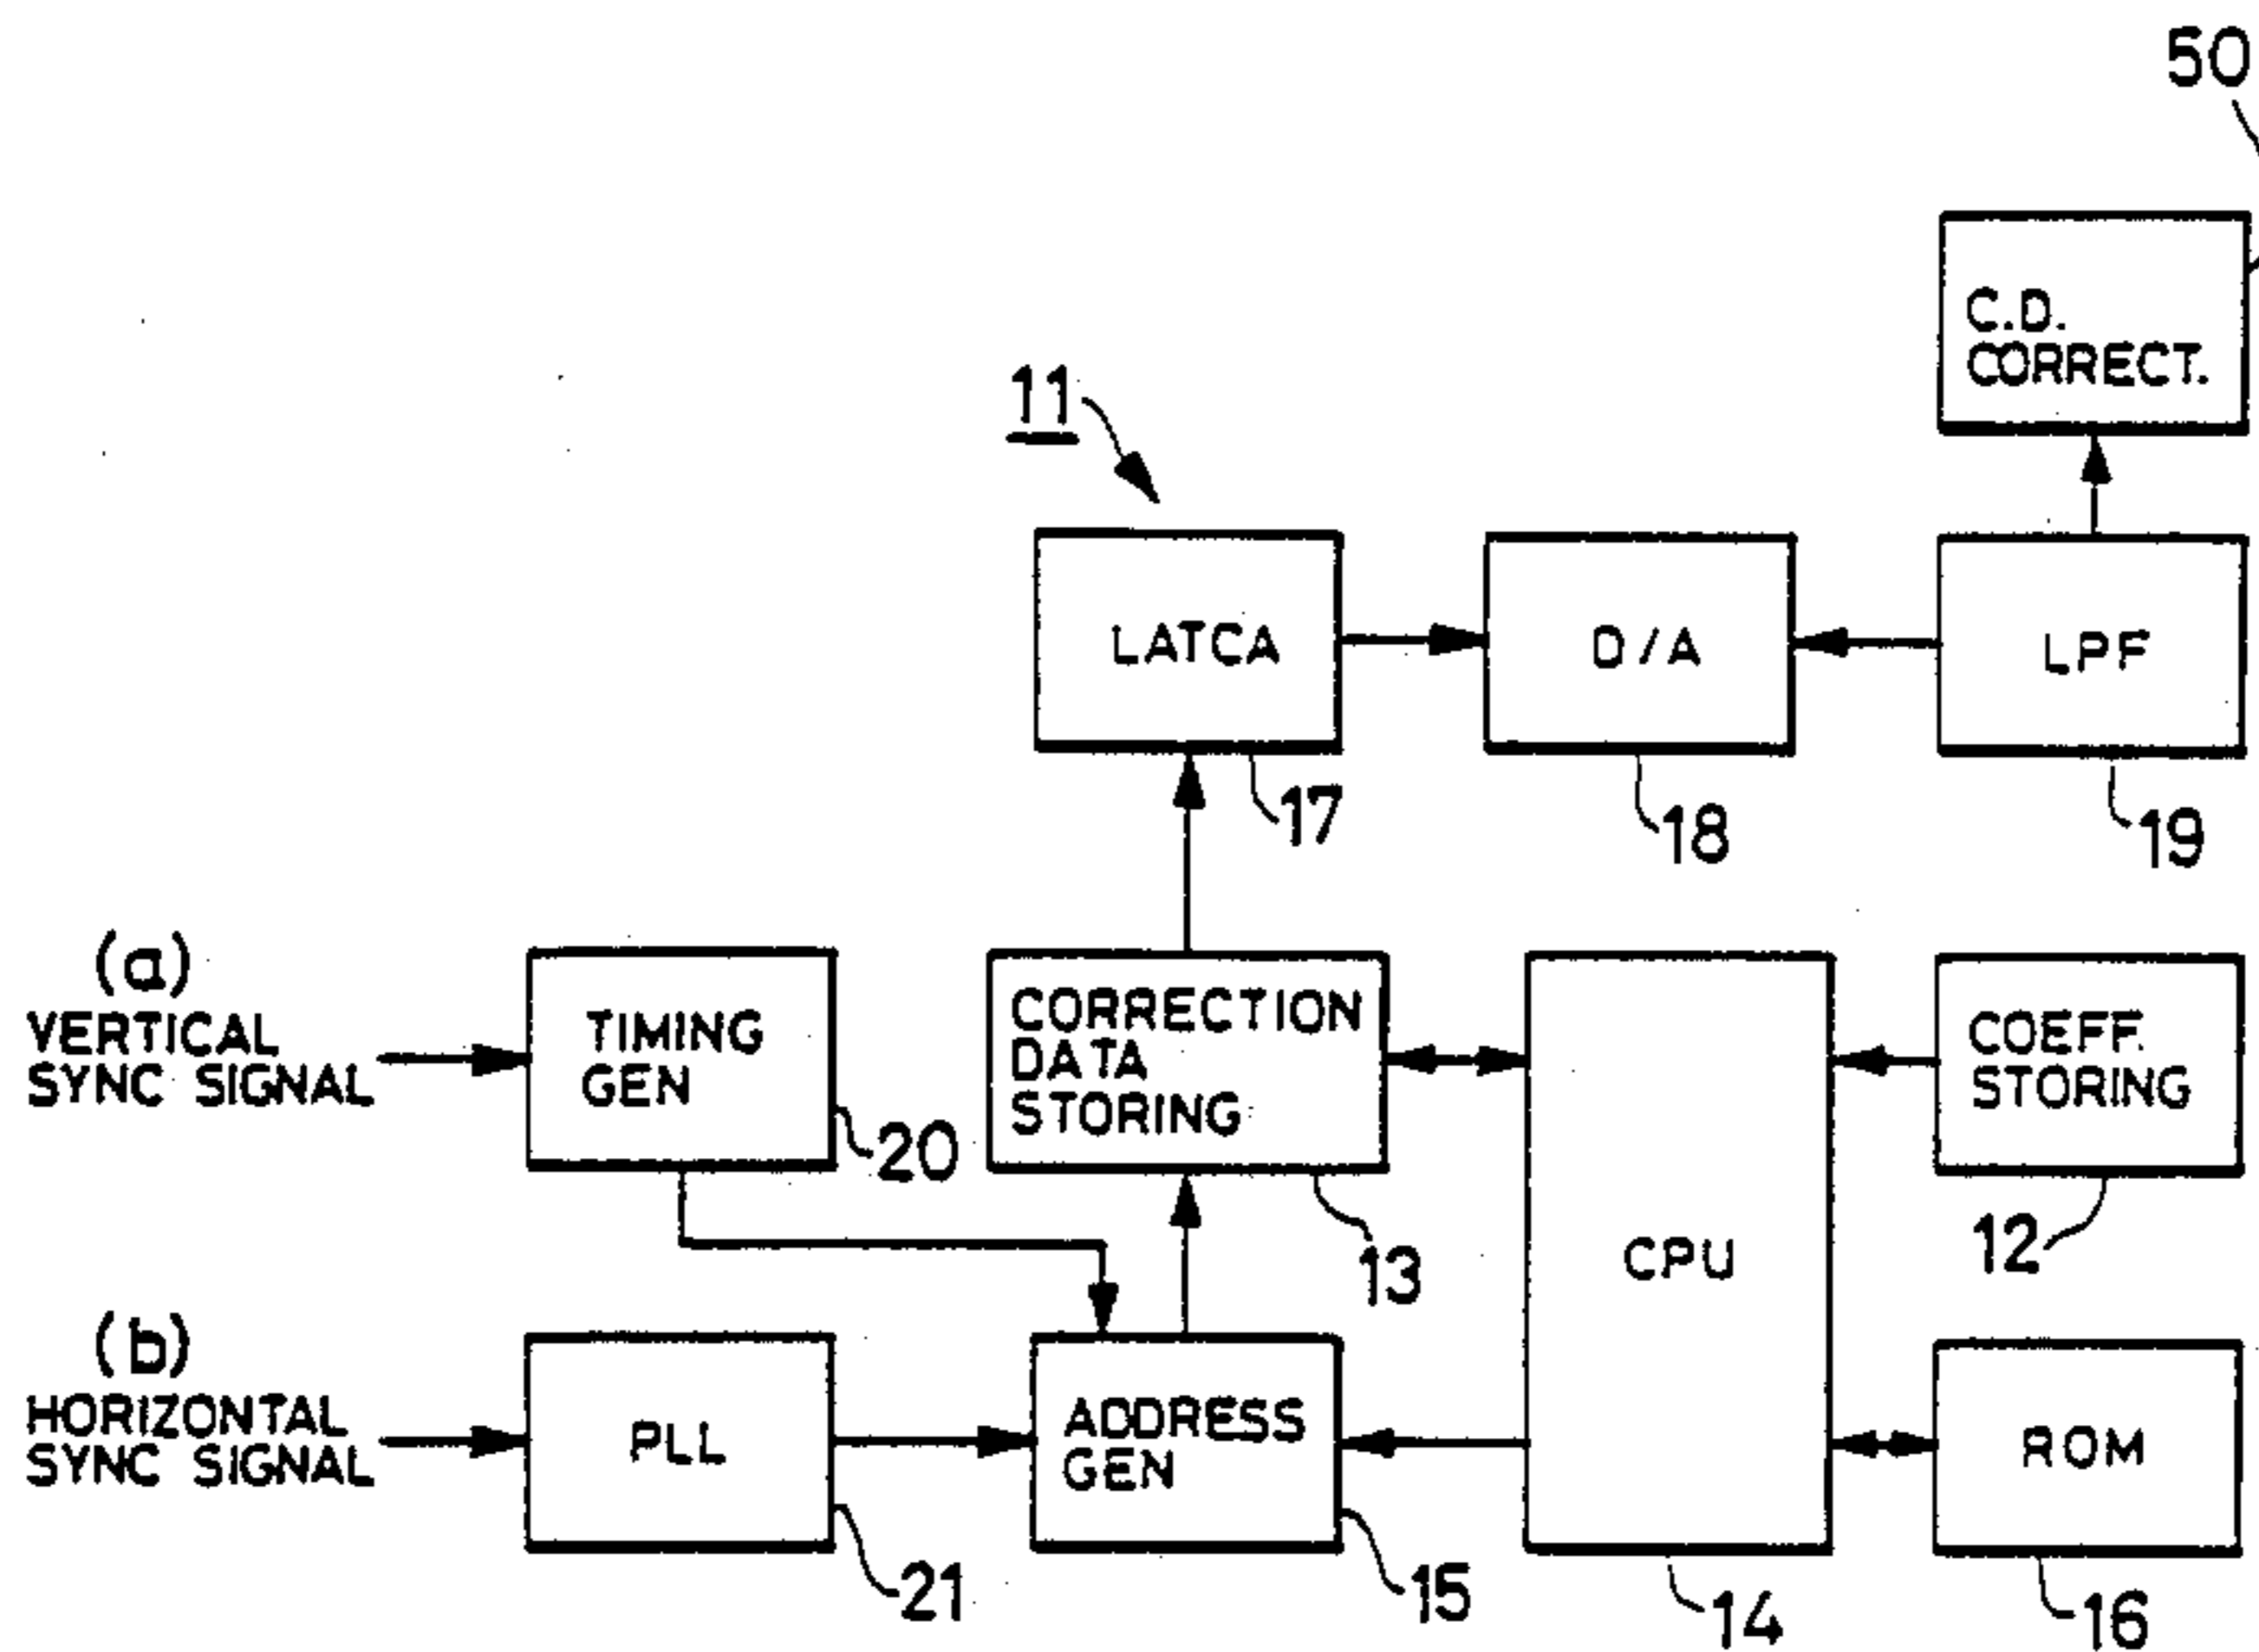 50
C.D.
CORRECT.
11
LATCA
D/A
LPF
17
18
19
(a)
VERTICAL
SYNC SIGNAL
TIMING
GEN
20
CORRECTION
DATA
STORING
13
CPU
COEFF.
STORING
12
(b)
HORIZONTAL
SYNC SIGNAL
PLL
21
ADDRESS
GEN
15
14
ROM
16